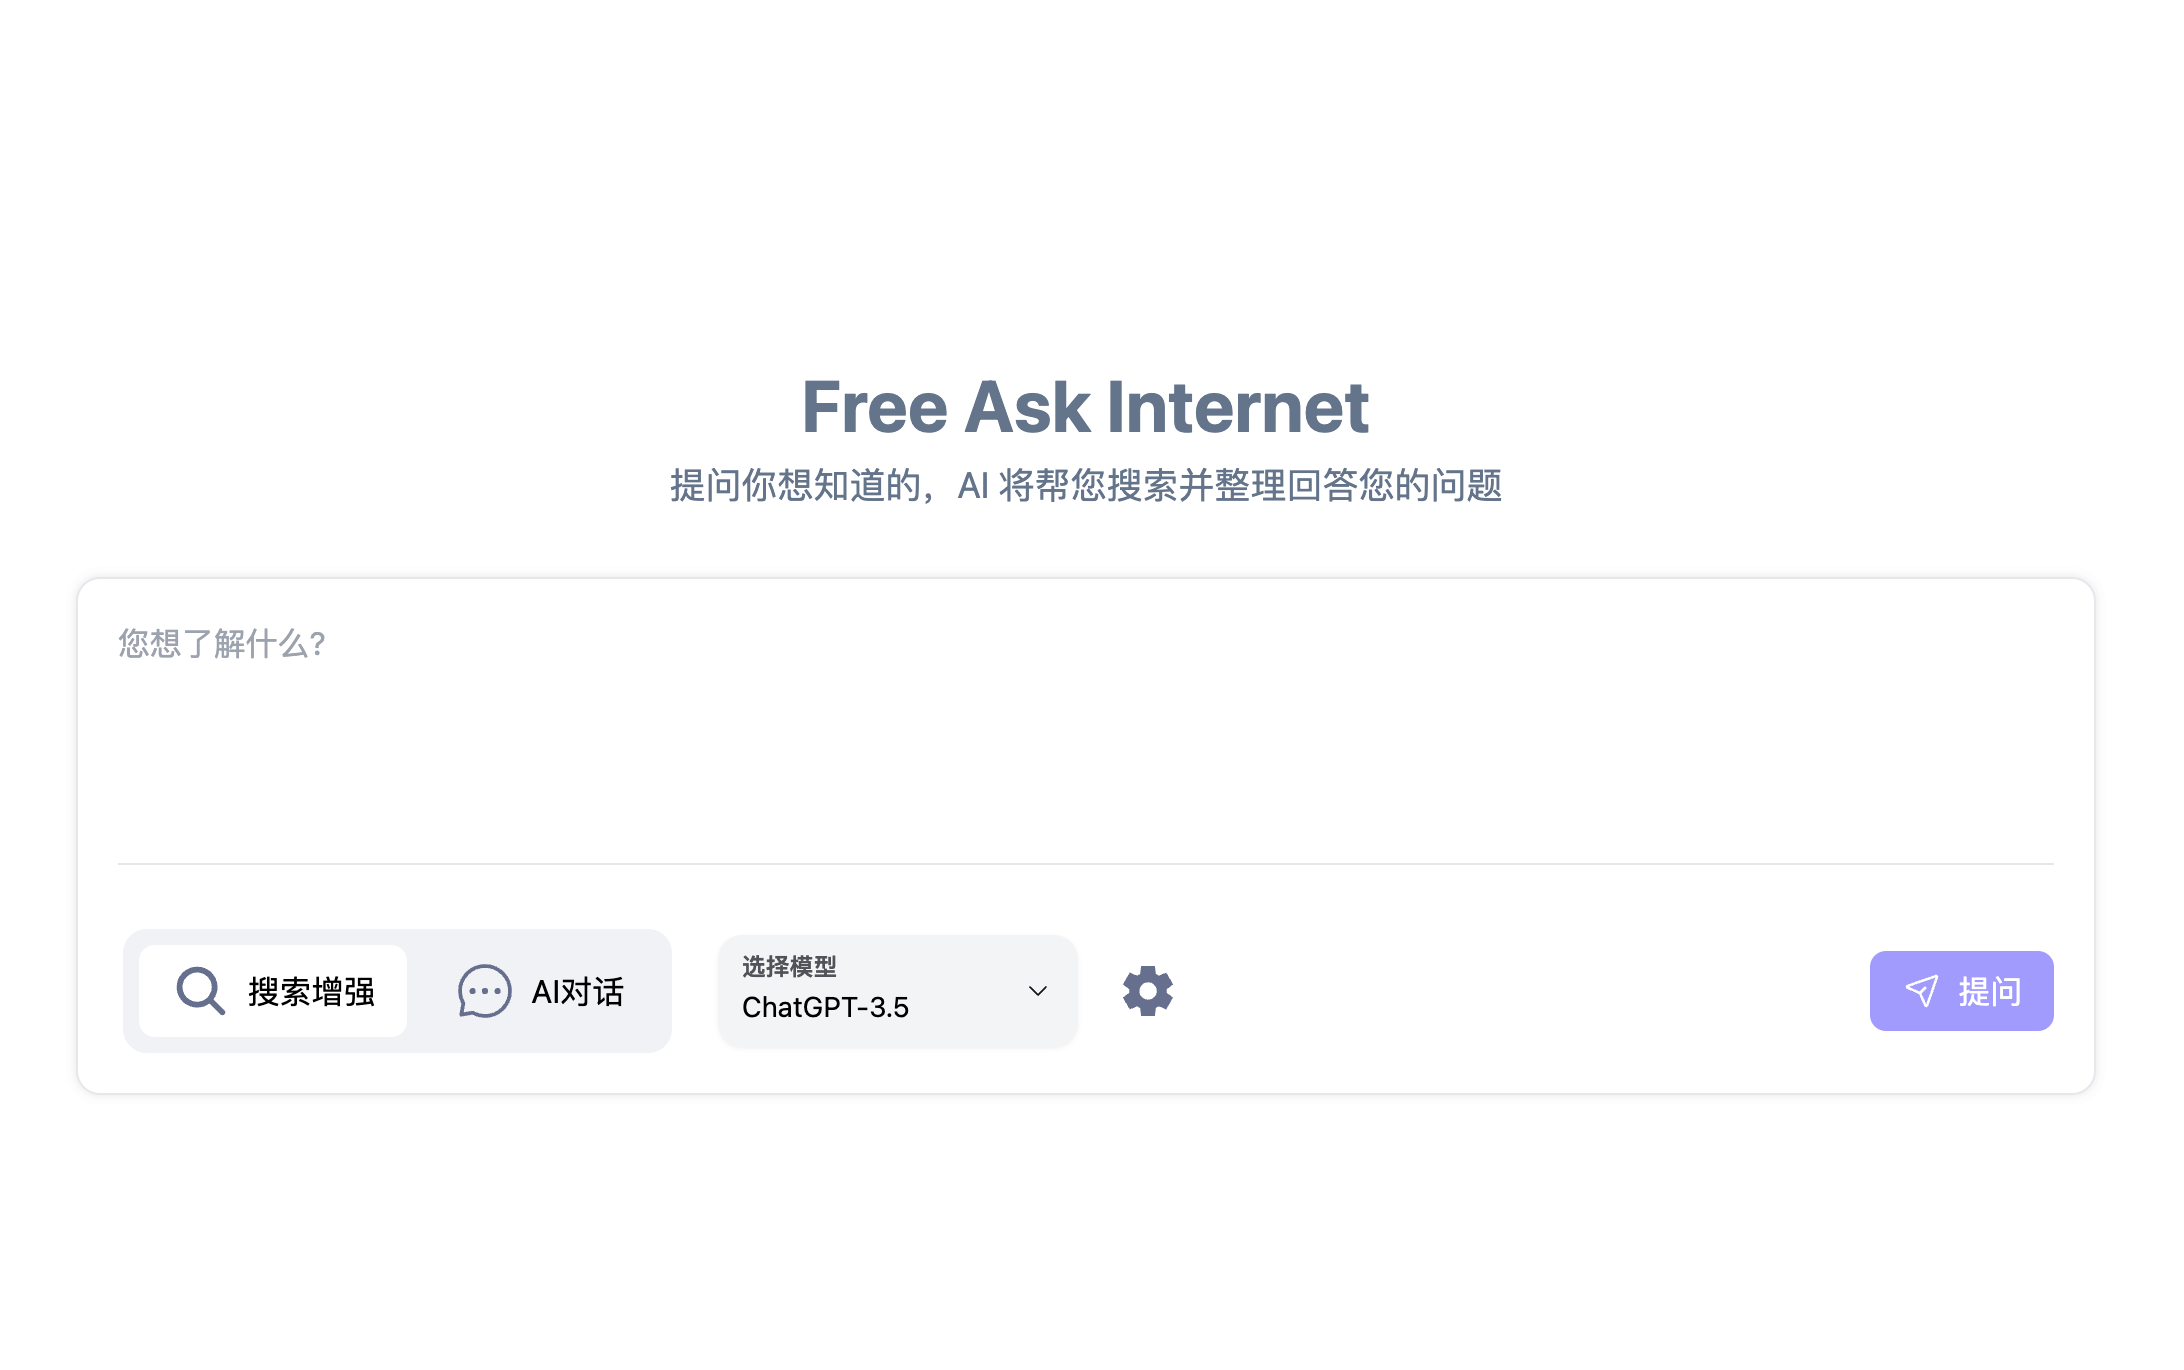 Free Ask Internet
提问你想知道的，AI 将帮您搜索并整理回答您的问题
您想了解什么?
搜索增强
AI对话
选择模型
ChatGPT-3.5
提问